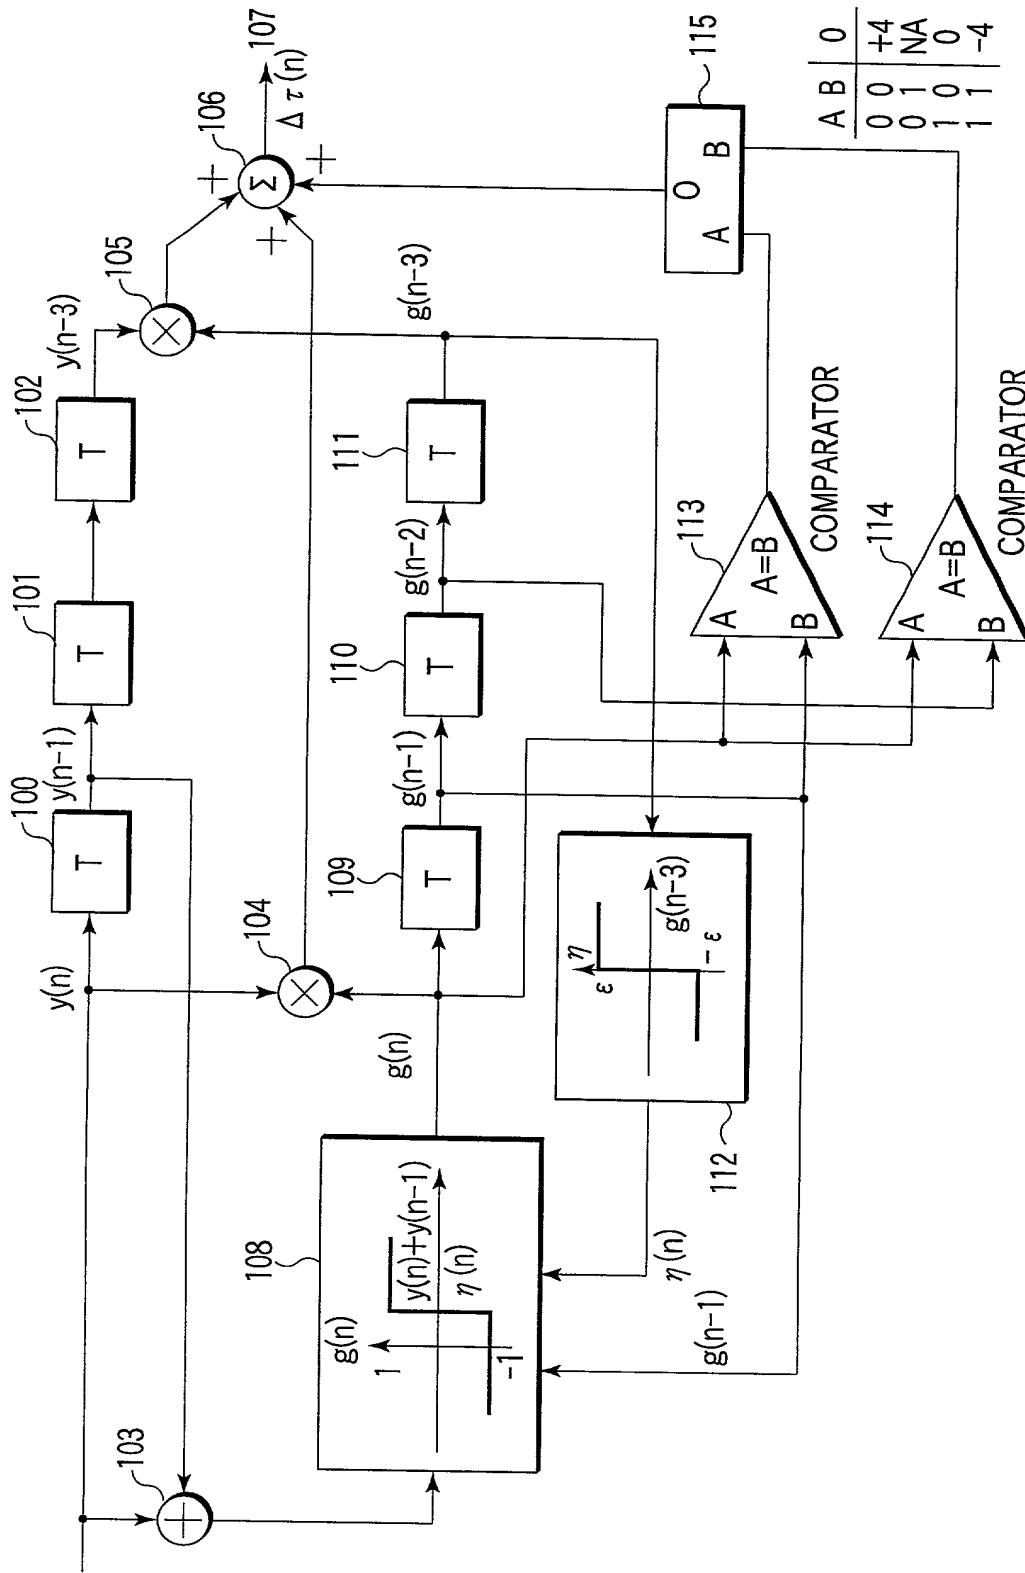 y(n)
100
T
y(n-1)
101
T
102
T
y(n-3)
105
×
106
Σ
+
+
+
107
Δτ(n)
103
+
104
×
108
g(n)
1
-1
y(n)+y(n-1)
η(n)
g(n)
109
T
g(n-1)
110
T
g(n-2)
111
T
g(n-3)
112
η
ε
-ε
g(n-3)
η(n)
g(n-1)
113
A
B
A=B
COMPARATOR
114
A
B
A=B
COMPARATOR
115
A
O
B
A B O
0 0 +4
0 1 NA
1 0 0
1 1 -4